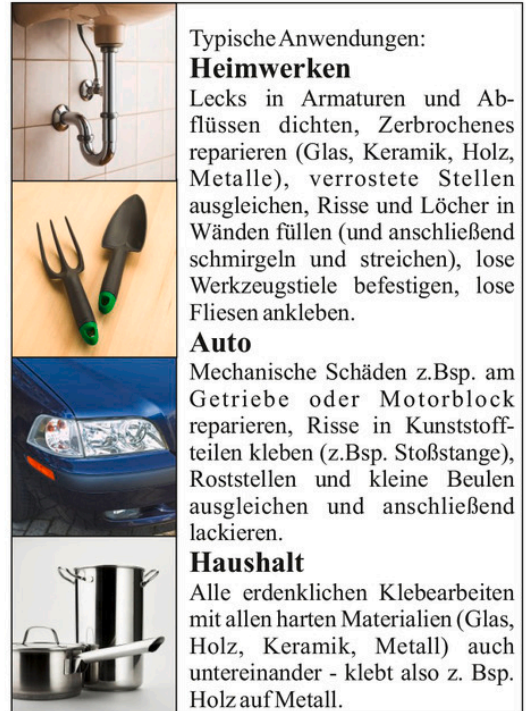 Typische Anwendungen:
Heimwerken
Lecks in Armaturen und Ab-
flüssen dichten, Zerbrochenes
reparieren (Glas, Keramik, Holz,
Metalle), verrostete Stellen
ausgleichen, Risse und Löcher in
Wänden füllen (und anschließend
schmirgeln und streichen), lose
Werkzeugstiele befestigen, lose
Fliesen ankleben.
Auto
Mechanische Schäden z.Bsp. am
Getriebe oder Motorblock
reparieren, Risse in Kunststoff-
teilen kleben (z.Bsp. Stoßstange),
Roststellen und kleine Beulen
ausgleichen und anschließend
lackieren.
Haushalt
Alle erdenklichen Klebearbeiten
mit allen harten Materialien (Glas,
Holz, Keramik, Metall) auch
untereinander - klebt also z. Bsp.
Holz auf Metall.